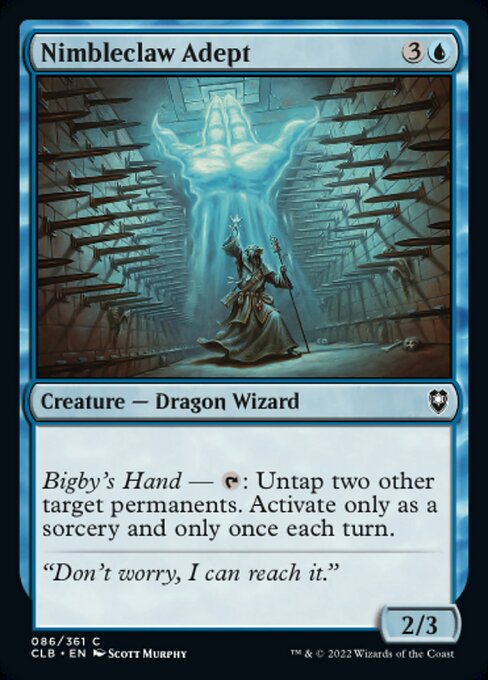 Nimbleclaw Adept 3
Creature — Dragon Wizard
Bigby's Hand — : Untap two other
target permanents. Activate only as a
sorcery and only once each turn.
“Don't worry, I can reach it.”
2/3
086/361 C
CLB • EN Scott Murphy
™ & © 2022 Wizards of the Coast